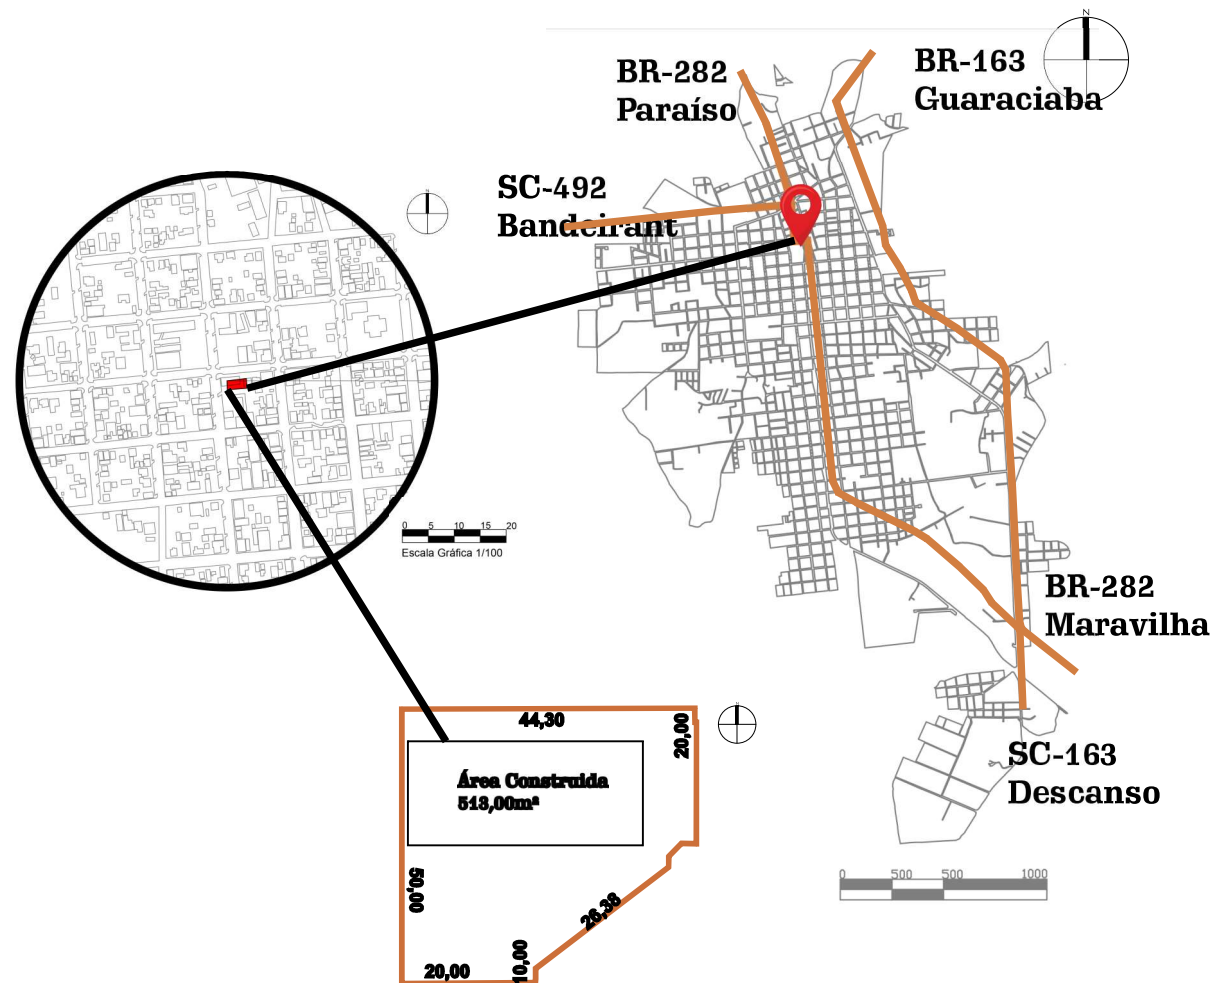 N
BR-282
Paraíso
BR-163
Guaraciaba
SC-492
Bandeirant
N
0 5 10 15 20
Escala Gráfica 1/100
BR-282
Maravilha
N
44,30
20,00
Área Construida
513,00m²
50,00
26,38
10,00
20,00
SC-163
Descanso
0 500 500 1000